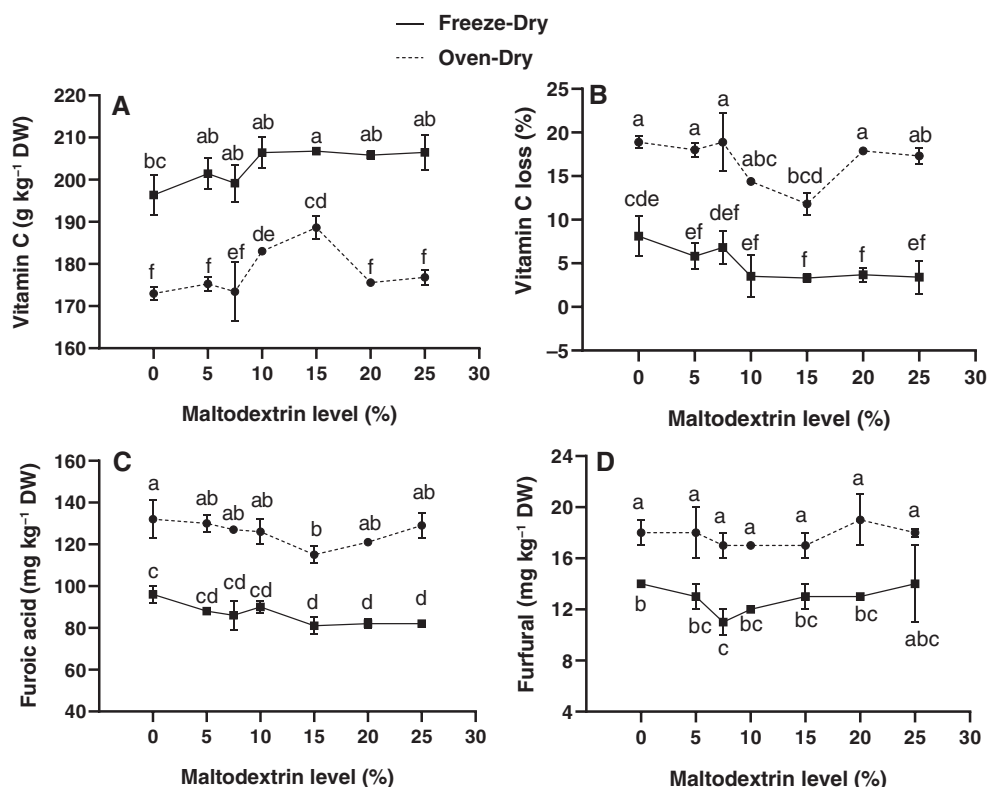 Freeze-Dry
Oven-Dry
A
Vitamin C (g kg⁻¹ DW)
220
210
200
190
180
170
160
bc
ab
ab
ab
a
ab
ab
f
f
ef
de
cd
f
f
0 5 10 15 20 25 30
Maltodextrin level (%)
B
Vitamin C loss (%)
25
20
15
10
5
0
–5
a
a
a
abc
bcd
a
ab
cde
ef
def
ef
f
f
ef
0 5 10 15 20 25 30
Maltodextrin level (%)
C
Furoic acid (mg kg⁻¹ DW)
160
140
120
100
80
60
40
a
ab
ab
ab
b
ab
ab
c
cd
cd
cd
d
d
d
0 5 10 15 20 25 30
Maltodextrin level (%)
D
Furfural (mg kg⁻¹ DW)
24
20
16
12
8
4
a
a
a
a
a
a
a
b
bc
c
bc
bc
bc
abc
0 5 10 15 20 25 30
Maltodextrin level (%)